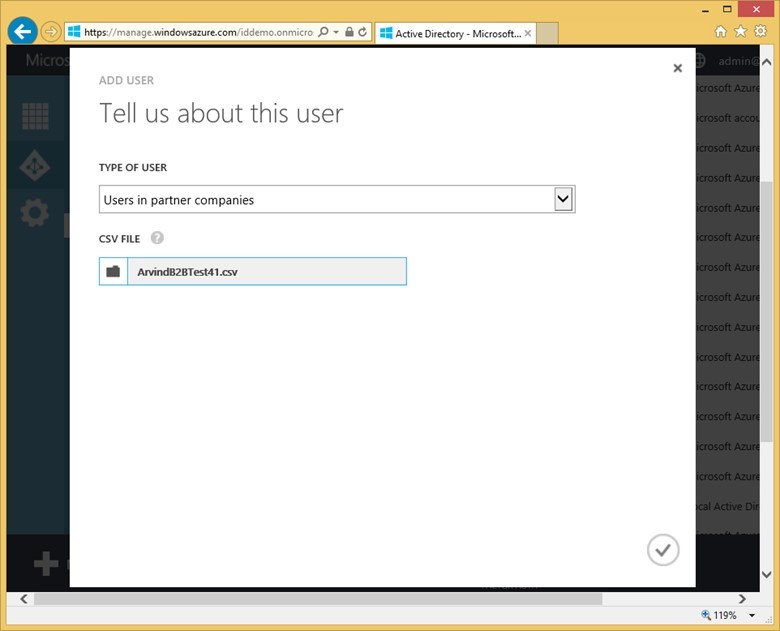 https://manage.windowsazure.com/iddemo.onmicro
Active Directory - Microsoft...
Micros
admin@
ADD USER
Tell us about this user
TYPE OF USER
Users in partner companies
CSV FILE ?
ArvindB2BTest41.csv
icrosoft Azure
icrosoft accou
icrosoft Azure
icrosoft Azure
icrosoft Azure
icrosoft Azure
icrosoft Azure
icrosoft Azure
icrosoft Azure
icrosoft Azure
icrosoft Azure
icrosoft Azure
icrosoft Azure
icrosoft Azure
cal Active Dir
119%